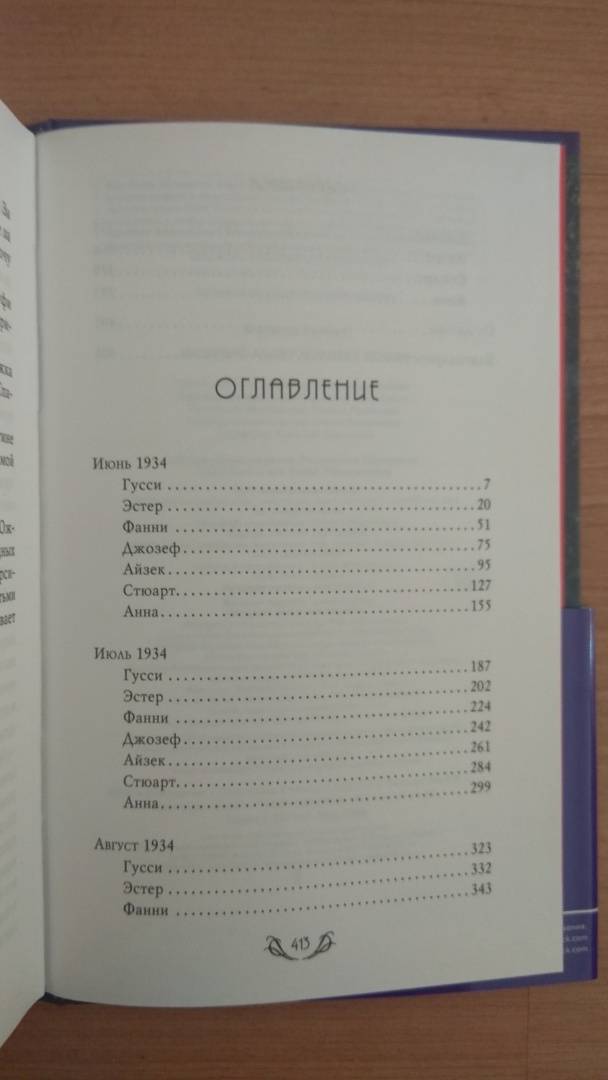 ОГЛАВЛЕНИЕ
Июнь 1934
Гусси . . . . . . . . . . . . . . . . . . . . . . . . . . . . . . . . . . . . . . 7
Эстер . . . . . . . . . . . . . . . . . . . . . . . . . . . . . . . . . . . . . . 20
Фанни . . . . . . . . . . . . . . . . . . . . . . . . . . . . . . . . . . . . . . 51
Джозеф . . . . . . . . . . . . . . . . . . . . . . . . . . . . . . . . . . . . 75
Айзек . . . . . . . . . . . . . . . . . . . . . . . . . . . . . . . . . . . . . . 95
Стюарт. . . . . . . . . . . . . . . . . . . . . . . . . . . . . . . . . . . . . 127
Анна. . . . . . . . . . . . . . . . . . . . . . . . . . . . . . . . . . . . . . . 155
Июль 1934
Гусси . . . . . . . . . . . . . . . . . . . . . . . . . . . . . . . . . . . . . . 187
Эстер . . . . . . . . . . . . . . . . . . . . . . . . . . . . . . . . . . . . . . 202
Фанни . . . . . . . . . . . . . . . . . . . . . . . . . . . . . . . . . . . . . . 224
Джозеф . . . . . . . . . . . . . . . . . . . . . . . . . . . . . . . . . . . . 242
Айзек . . . . . . . . . . . . . . . . . . . . . . . . . . . . . . . . . . . . . . 261
Стюарт. . . . . . . . . . . . . . . . . . . . . . . . . . . . . . . . . . . . . 284
Анна. . . . . . . . . . . . . . . . . . . . . . . . . . . . . . . . . . . . . . . 299
Август 1934
Гусси . . . . . . . . . . . . . . . . . . . . . . . . . . . . . . . . . . . . . . 323
Эстер . . . . . . . . . . . . . . . . . . . . . . . . . . . . . . . . . . . . . . 332
Фанни . . . . . . . . . . . . . . . . . . . . . . . . . . . . . . . . . . . . . . 343
413